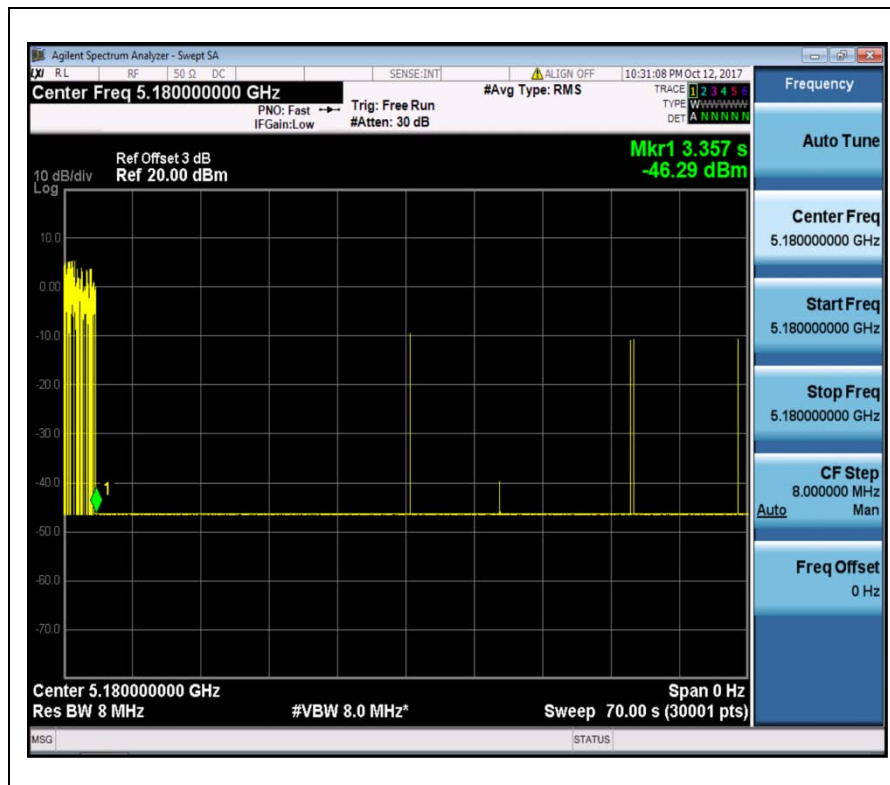 Agilent Spectrum Analyzer - Swept SA
LXI RL RF 50 Ω DC SENSE:INT ALIGN OFF 10:31:08 PM Oct 12, 2017
Center Freq 5.180000000 GHz
PNO: Fast
IFGain:Low
Trig: Free Run
#Atten: 30 dB
#Avg Type: RMS
TRACE 1 2 3 4 5 6
TYPE WWWWWW
DET A N N N N N
Mkr1 3.357 s
-46.29 dBm
Ref Offset 3 dB
10 dB/div Ref 20.00 dBm
Log
10.0
0.00
-10.0
-20.0
-30.0
-40.0
1
-50.0
-60.0
-70.0
Center 5.180000000 GHz Span 0 Hz
Res BW 8 MHz #VBW 8.0 MHz* Sweep 70.00 s (30001 pts)
MSG STATUS
Frequency
Auto Tune
Center Freq
5.180000000 GHz
Start Freq
5.180000000 GHz
Stop Freq
5.180000000 GHz
CF Step
8.000000 MHz
Auto Man
Freq Offset
0 Hz